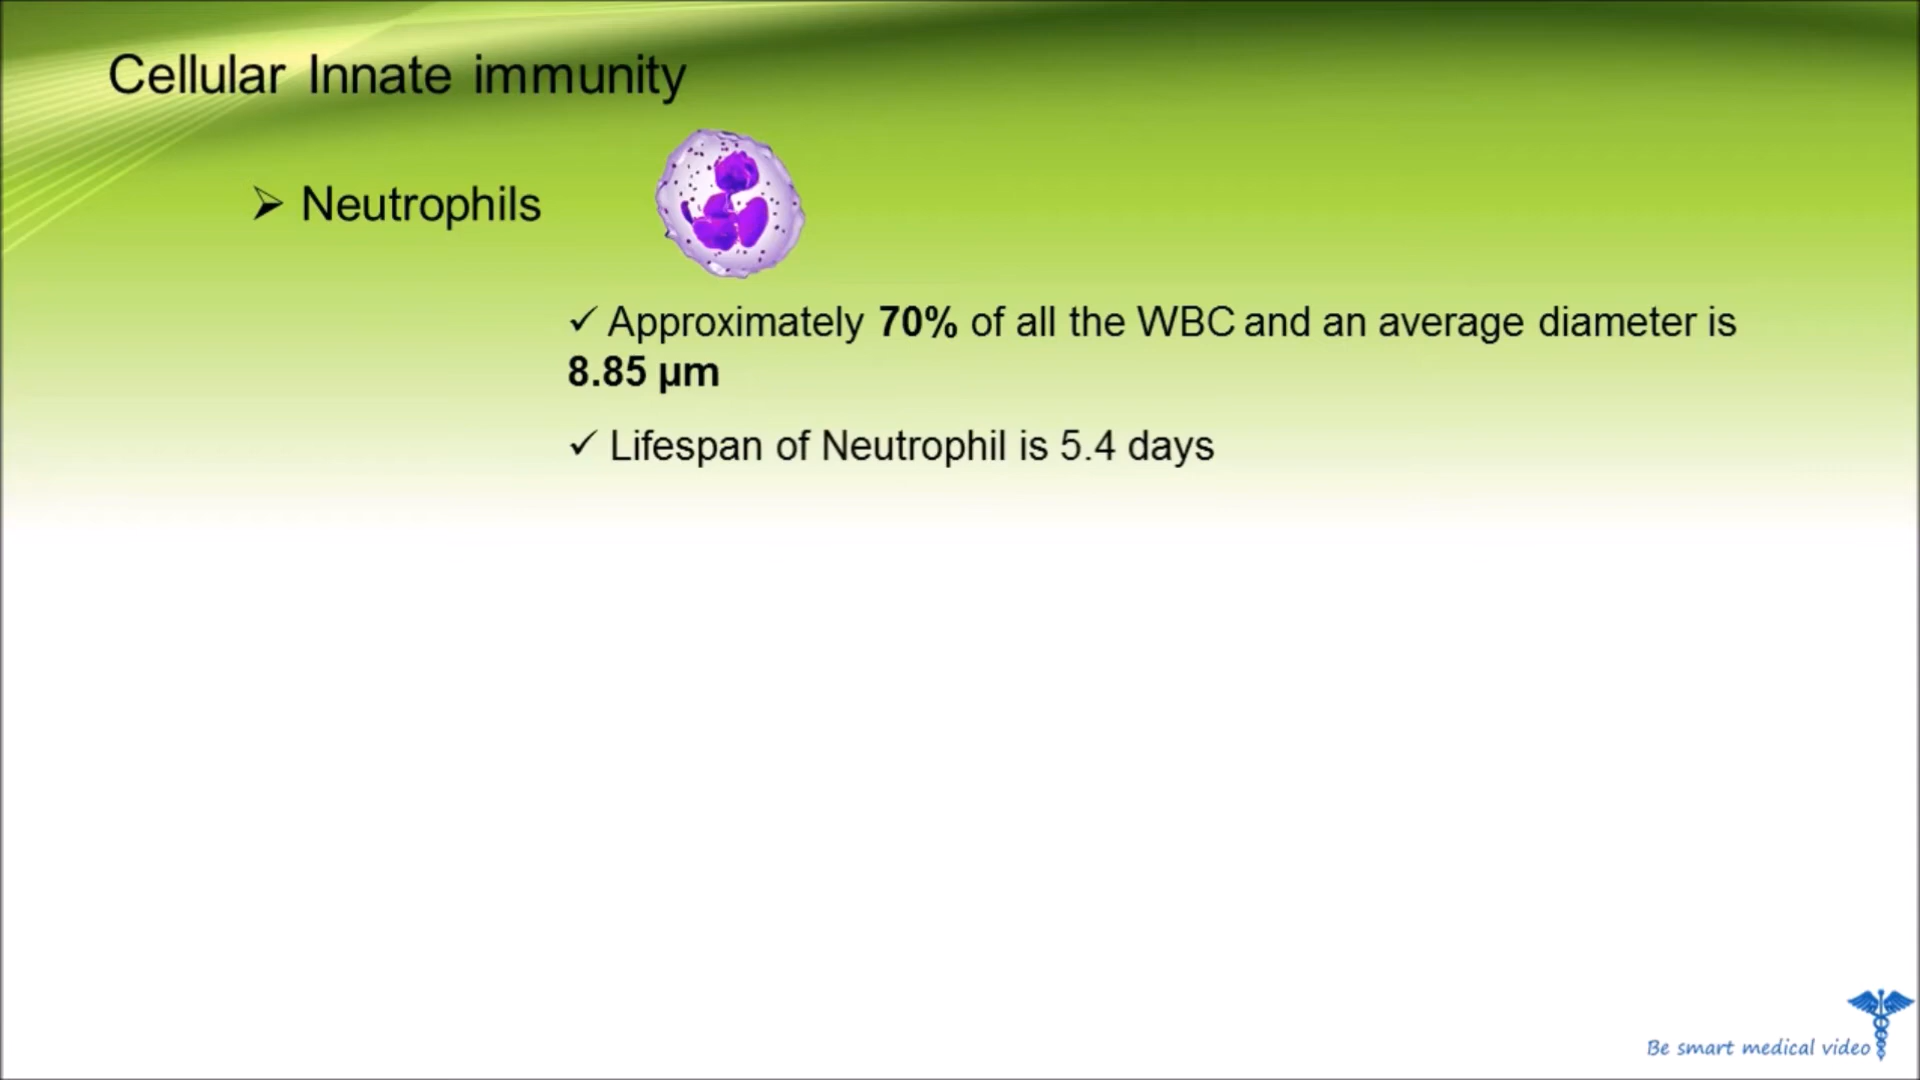 Cellular Innate immunity
➢ Neutrophils
✓ Approximately 70% of all the WBC and an average diameter is
8.85 µm
✓ Lifespan of Neutrophil is 5.4 days
Be smart medical video